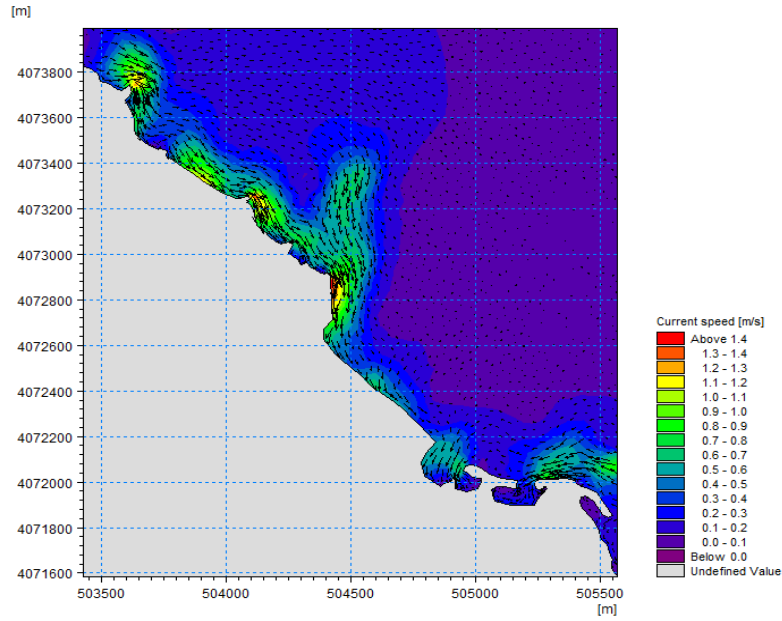 [m]
4073800
4073600
4073400
4073200
4073000
4072800
4072600
4072400
4072200
4072000
4071800
4071600
503500 504000 504500 505000 505500
[m]
Current speed [m/s]
Above 1.4
1.3 - 1.4
1.2 - 1.3
1.1 - 1.2
1.0 - 1.1
0.9 - 1.0
0.8 - 0.9
0.7 - 0.8
0.6 - 0.7
0.5 - 0.6
0.4 - 0.5
0.3 - 0.4
0.2 - 0.3
0.1 - 0.2
0.0 - 0.1
Below 0.0
Undefined Value